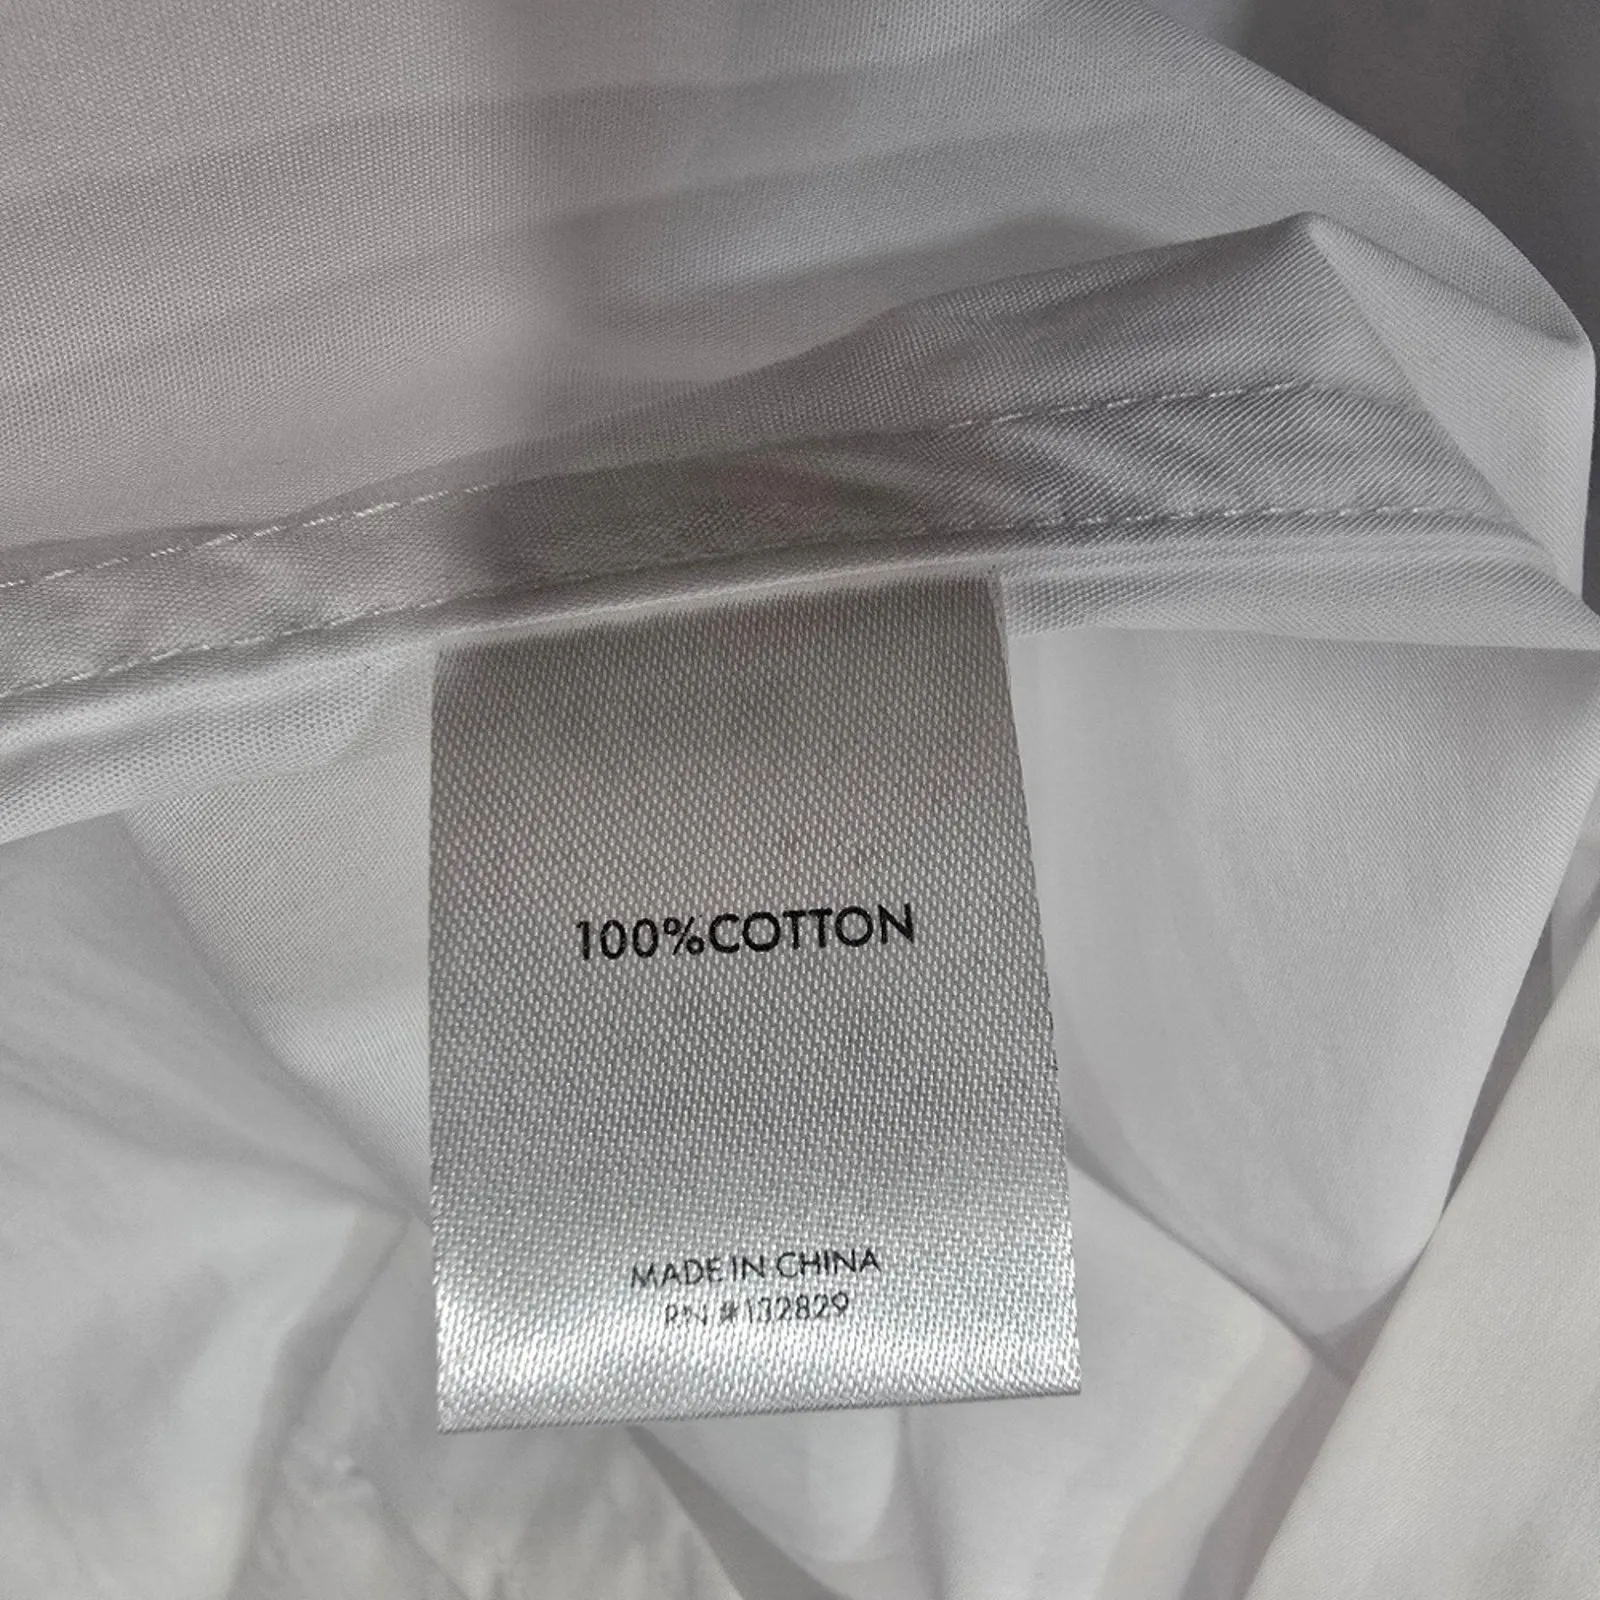 100%COTTON
MADE IN CHINA
RN #132829